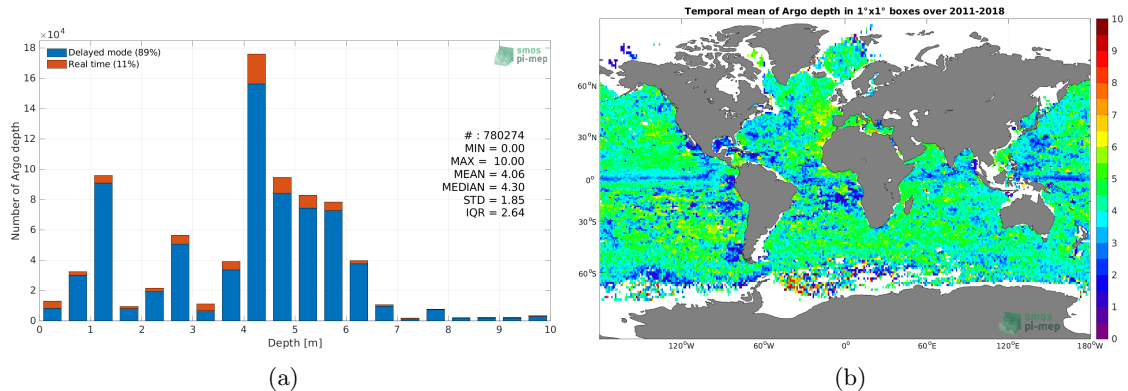 ×10⁴
18
16
14
12
10
8
6
4
2
0
Number of Argo depth
Delayed mode (89%)
Real time (11%)
smos
pi-mep
# : 780274
MIN = 0.00
MAX = 10.00
MEAN = 4.06
MEDIAN = 4.30
STD = 1.85
IQR = 2.64
0 1 2 3 4 5 6 7 8 9 10
Depth [m]
(a)
Temporal mean of Argo depth in 1°x1° boxes over 2011-2018
60°N
30°N
0°
30°S
60°S
120°W 60°W 0° 60°E 120°E 180°W
smos
pi-mep
10
9
8
7
6
5
4
3
2
1
0
(b)